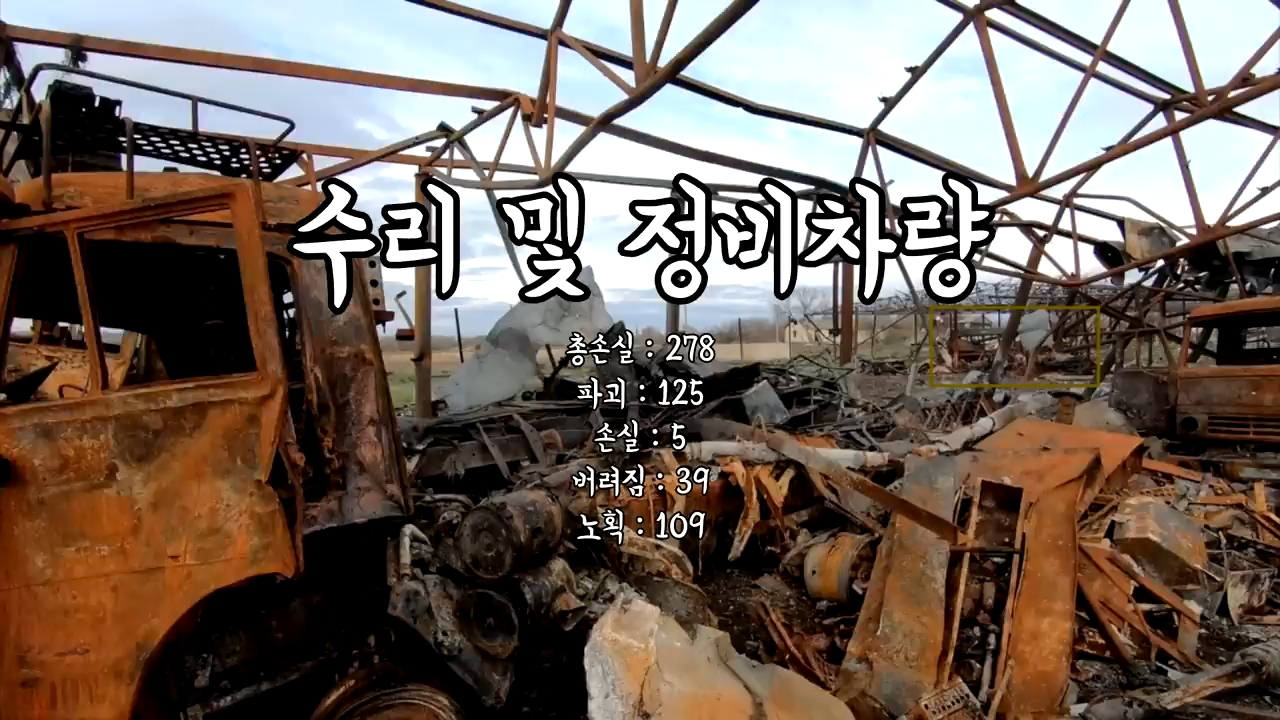 수리 및 정비차량
총손실 : 278
파괴 : 125
손실 : 5
버려짐 : 39
노획 : 109